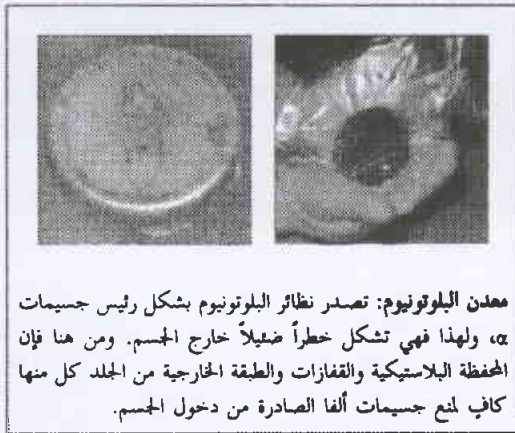 معدن البلوتونيوم: تصدر نظائر البلوتونيوم بشكل رئيس جسيمات
α، ولهذا فهي تشكل خطراً ضئيلاً خارج الجسم. ومن هنا فإن
المحفظة البلاستيكية والقفازات والطبقة الخارجية من الجلد كل منها
كافٍ لمنع جسيمات ألفا الصادرة من دخول الجسم.